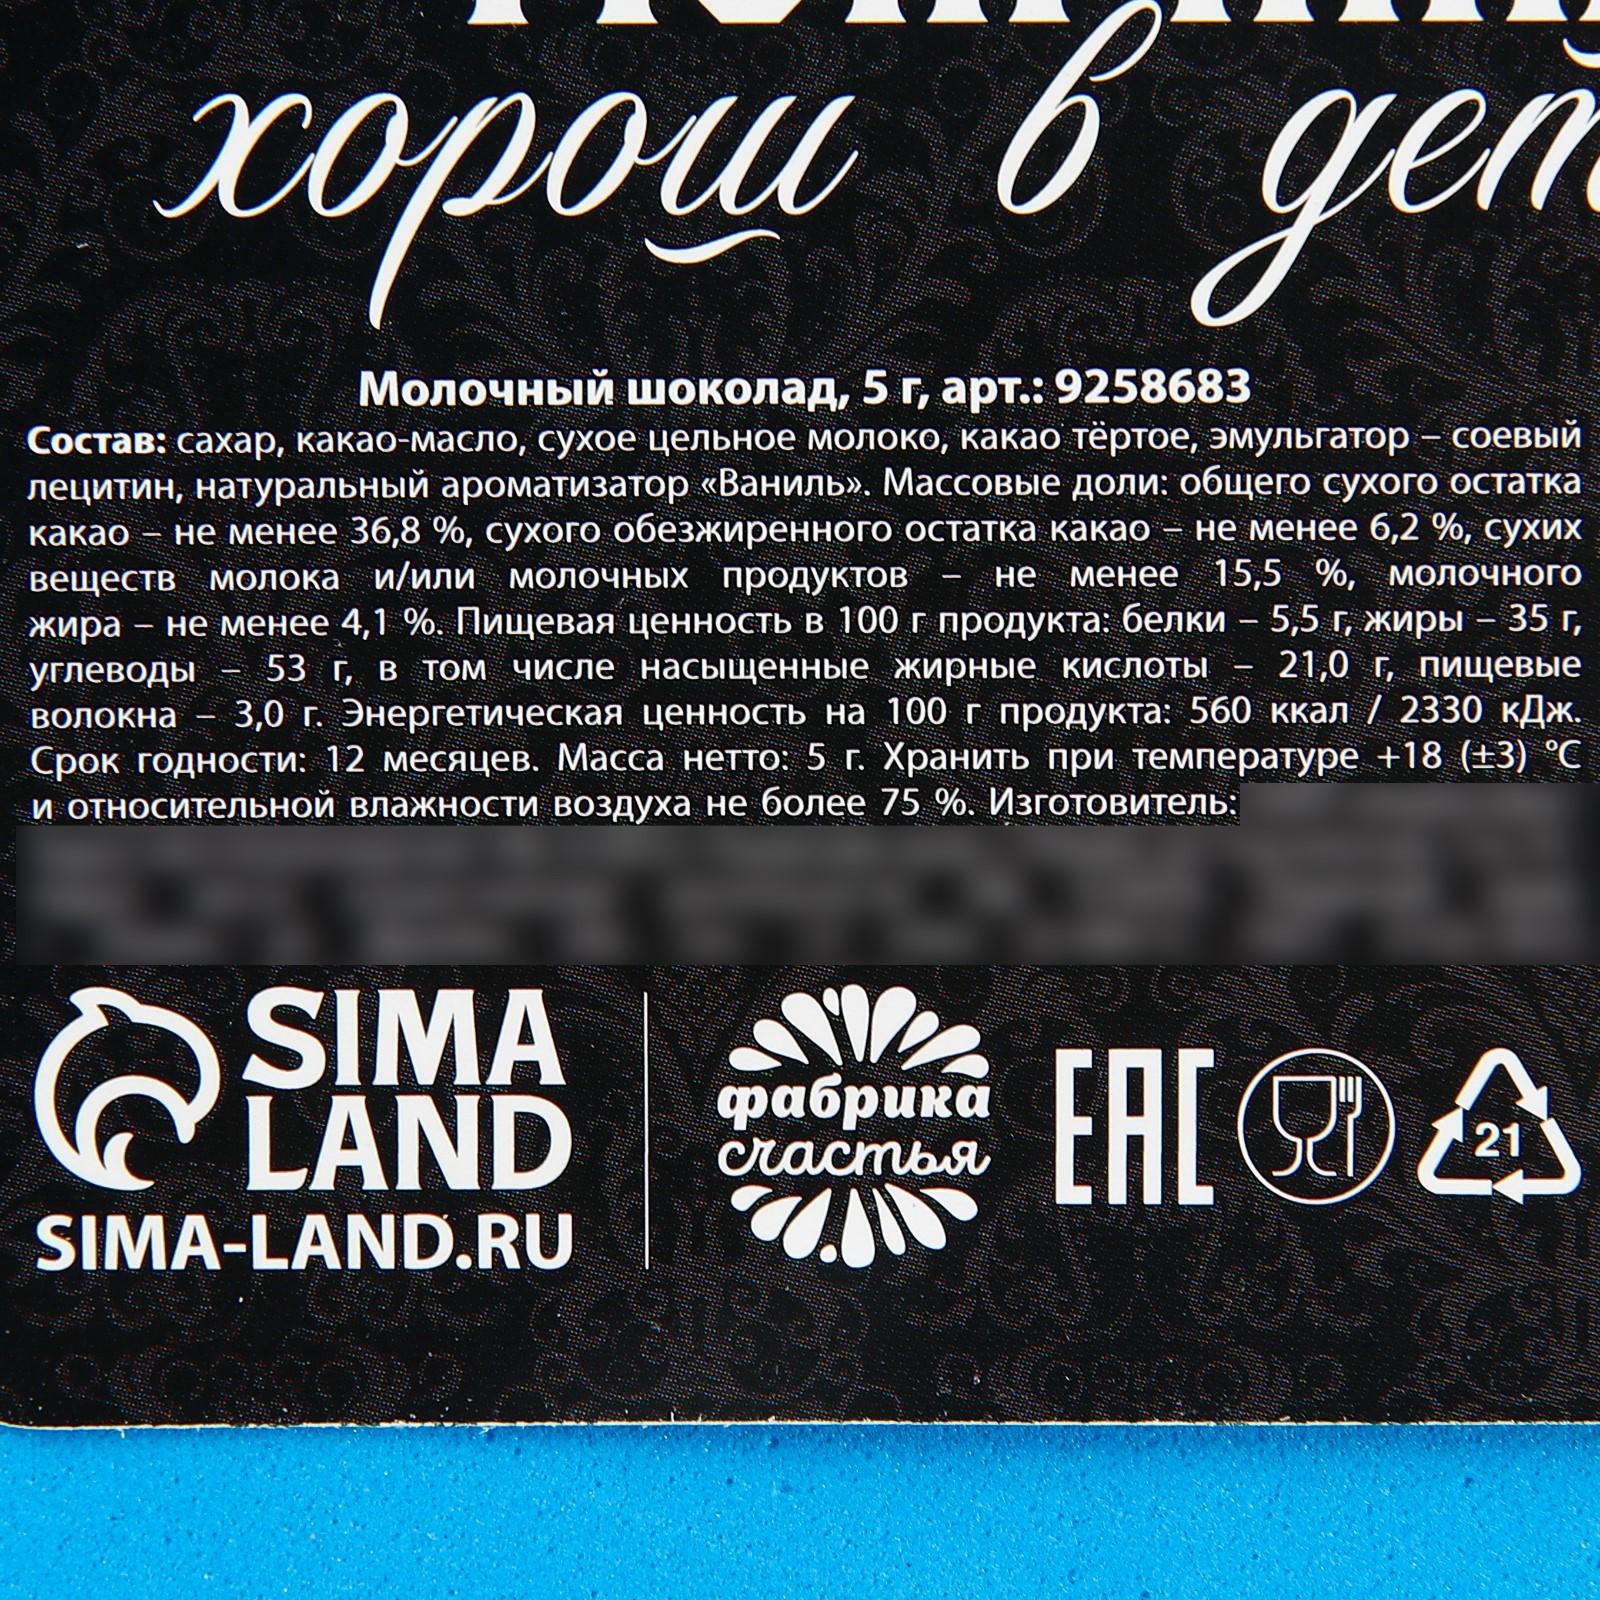 хорош в
Молочный шоколад, 5 г, арт.: 9258683
Состав: сахар, какао-масло, сухое цельное молоко, какао тёртое, эмульгатор – соевый
лецитин, натуральный ароматизатор «Ваниль». Массовые доли: общего сухого остатка
какао – не менее 36,8 %, сухого обезжиренного остатка какао – не менее 6,2 %, сухих
веществ молока и/или молочных продуктов – не менее 15,5 %, молочного
жира – не менее 4,1 %. Пищевая ценность в 100 г продукта: белки – 5,5 г, жиры – 35 г,
углеводы – 53 г, в том числе насыщенные жирные кислоты – 21,0 г, пищевые
волокна – 3,0 г. Энергетическая ценность на 100 г продукта: 560 ккал / 2330 кДж.
Срок годности: 12 месяцев. Масса нетто: 5 г. Хранить при температуре +18 (±3) °С
и относительной влажности воздуха не более 75 %. Изготовитель:
SIMA
LAND
SIMA-LAND.RU
фабрика
счастья
EAC
21